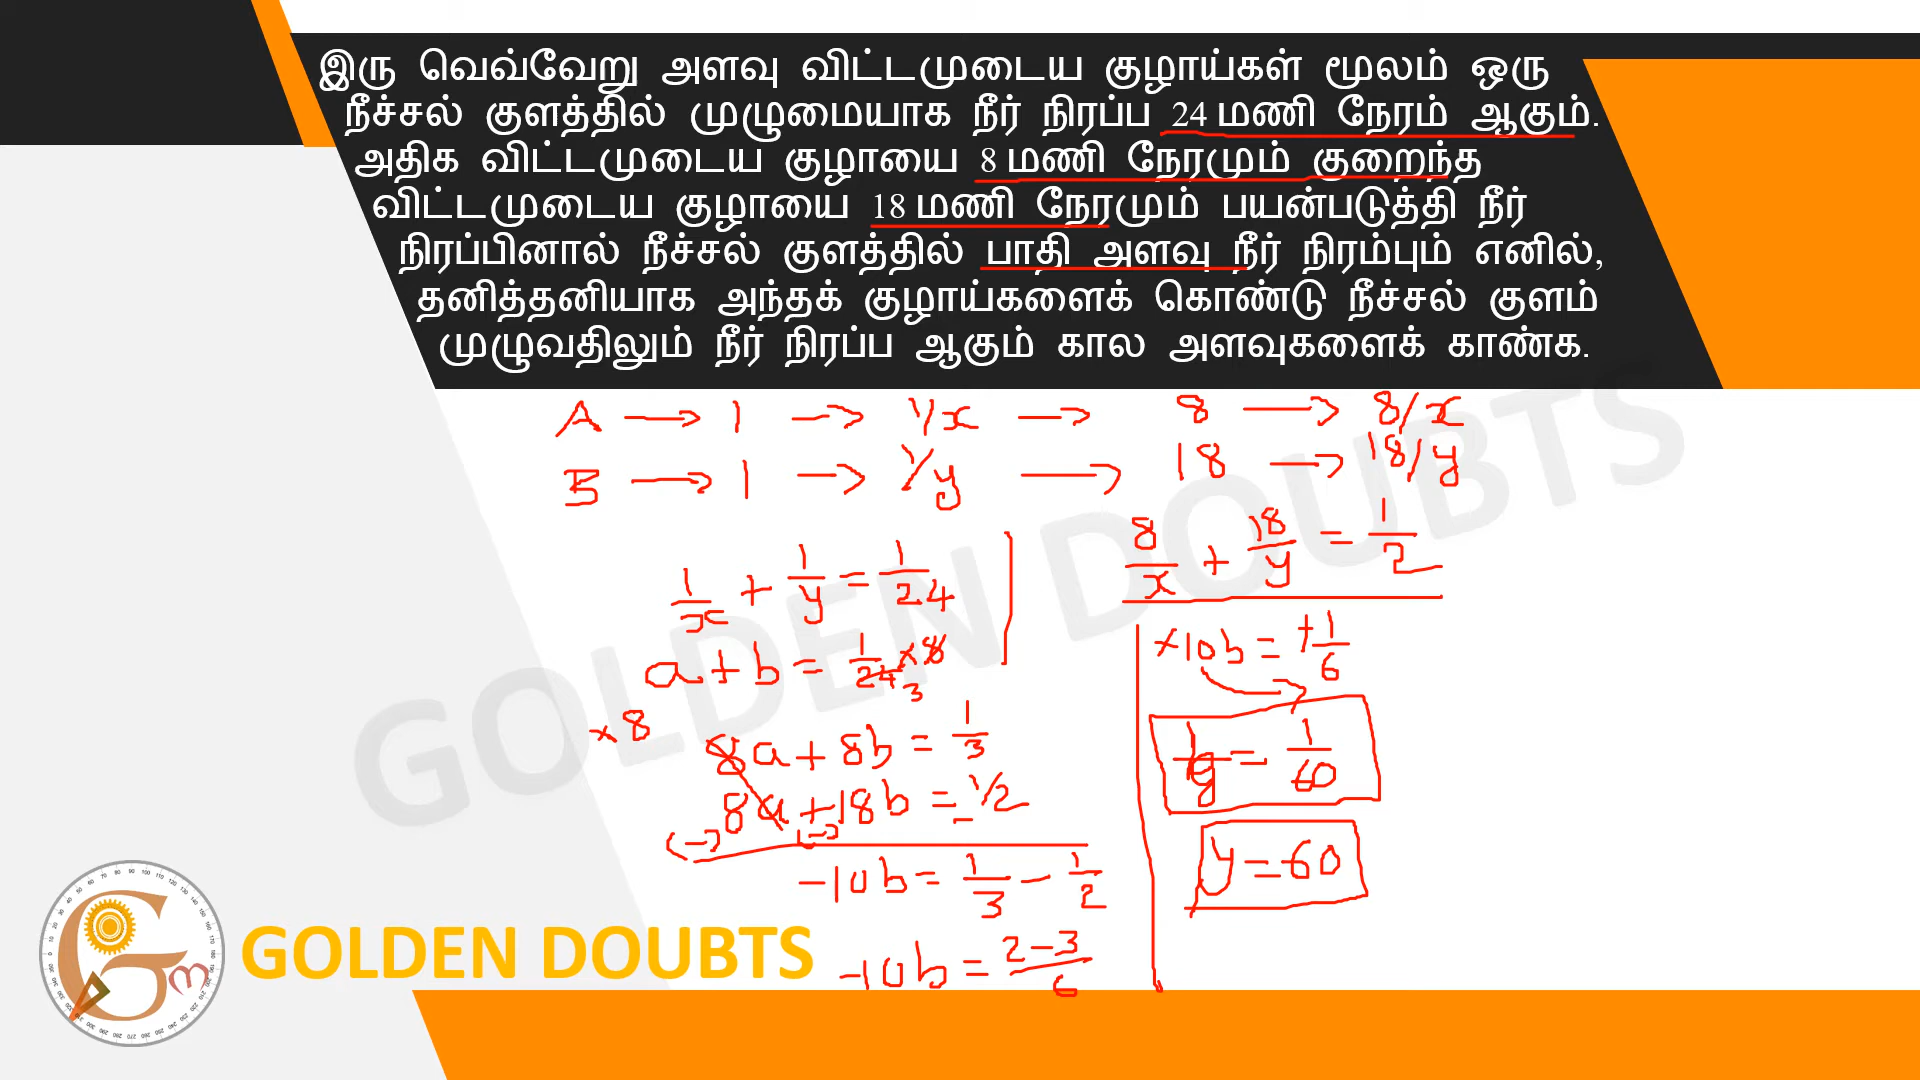 இரு வெவ்வேறு அளவு விட்டமுடைய குழாய்கள் மூலம் ஒரு
நீச்சல் குளத்தில் முழுமையாக நீர் நிரப்ப 24 மணி நேரம் ஆகும்.
அதிக விட்டமுடைய குழாயை 8 மணி நேரமும் குறைந்த
விட்டமுடைய குழாயை 18 மணி நேரமும் பயன்படுத்தி நீர்
நிரப்பினால் நீச்சல் குளத்தில் பாதி அளவு நீர் நிரம்பும் எனில்,
தனித்தனியாக அந்தக் குழாய்களைக் கொண்டு நீச்சல் குளம்
முழுவதிலும் நீர் நிரப்ப ஆகும் கால அளவுகளைக் காண்க.
A → 1 → 1/x → 8 → 8/x
B → 1 → 1/y → 18 → 18/y
1/x + 1/y = 1/24
8/x + 18/y = 1/2
a + b = 1/24 × 8
3
×8
8a + 8b = 1/3
8a + 18b = 1/2
(-) (-) -
-10b = 1/3 - 1/2
-10b = 2-3/6
+10b = +1/6
1/y = 1/60
y = 60
GOLDEN DOUBTS
GOLDEN DOUBTS